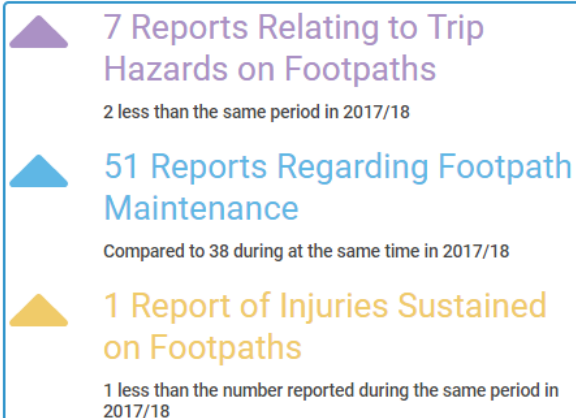 7 Reports Relating to Trip
Hazards on Footpaths
2 less than the same period in 2017/18
51 Reports Regarding Footpath
Maintenance
Compared to 38 during at the same time in 2017/18
1 Report of Injuries Sustained
on Footpaths
1 less than the number reported during the same period in
2017/18